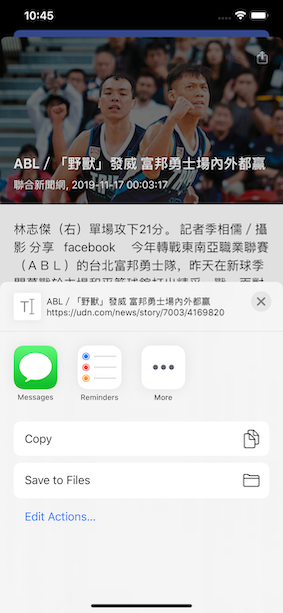 10:45
ABL / 「野獸」發威 富邦勇士場內外都贏
聯合新聞網, 2019-11-17 00:03:17
林志傑（右）單場攻下21分。 記者季相儒 / 攝
影 分享 facebook 今年轉戰東南亞職業聯賽
（ＡＢＬ）的台北富邦勇士隊，昨天在新球季
ABL / 「野獸」發威 富邦勇士場內外都贏
https://udn.com/news/story/7003/4169820
Messages
Reminders
More
Copy
Save to Files
Edit Actions...